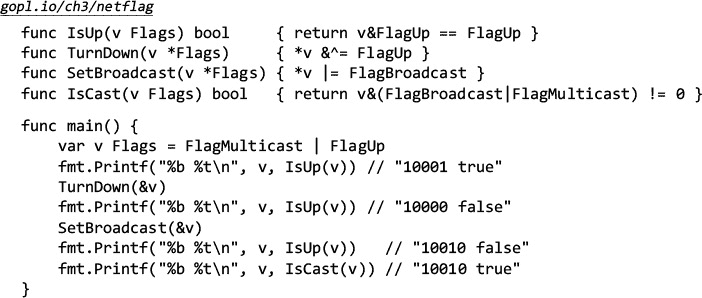 gopl.io/ch3/netflag
func IsUp(v Flags) bool     { return v&FlagUp == FlagUp }
func TurnDown(v *Flags)     { *v &^= FlagUp }
func SetBroadcast(v *Flags) { *v |= FlagBroadcast }
func IsCast(v Flags) bool   { return v&(FlagBroadcast|FlagMulticast) != 0 }
func main() {
    var v Flags = FlagMulticast | FlagUp
    fmt.Printf("%b %t\n", v, IsUp(v)) // "10001 true"
    TurnDown(&v)
    fmt.Printf("%b %t\n", v, IsUp(v)) // "10000 false"
    SetBroadcast(&v)
    fmt.Printf("%b %t\n", v, IsUp(v))   // "10010 false"
    fmt.Printf("%b %t\n", v, IsCast(v)) // "10010 true"
}